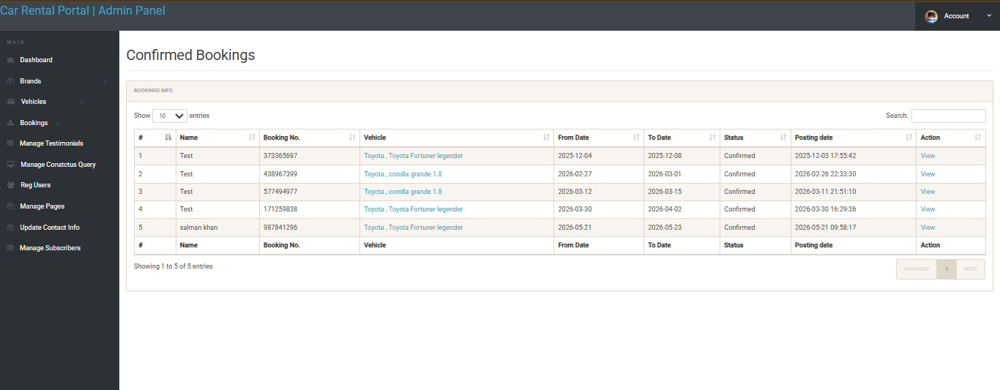 Car Rental Portal | Admin Panel
Account
MAIN
Dashboard
Brands
Vehicles
Bookings
Manage Testimonials
Manage Conatctus Query
Reg Users
Manage Pages
Update Contact Info
Manage Subscribers
Confirmed Bookings
BOOKINGS INFO
Show 10 entries
Search:
# Name Booking No. Vehicle From Date To Date Status Posting date Action
1 Test 373365697 Toyota , Toyota Fortuner legender 2025-12-04 2025-12-08 Confirmed 2025-12-03 17:55:42 View
2 Test 438967399 Toyota , corolla grande 1.8 2026-02-27 2026-03-01 Confirmed 2026-02-26 22:33:30 View
3 Test 577494977 Toyota , corolla grande 1.8 2026-03-12 2026-03-15 Confirmed 2026-03-11 21:51:10 View
4 Test 171259838 Toyota , Toyota Fortuner legender 2026-03-30 2026-04-02 Confirmed 2026-03-30 16:29:36 View
5 salman khan 987841296 Toyota , Toyota Fortuner legender 2026-05-21 2026-05-23 Confirmed 2026-05-21 09:58:17 View
# Name Booking No. Vehicle From Date To Date Status Posting date Action
Showing 1 to 5 of 5 entries
PREVIOUS 1 NEXT